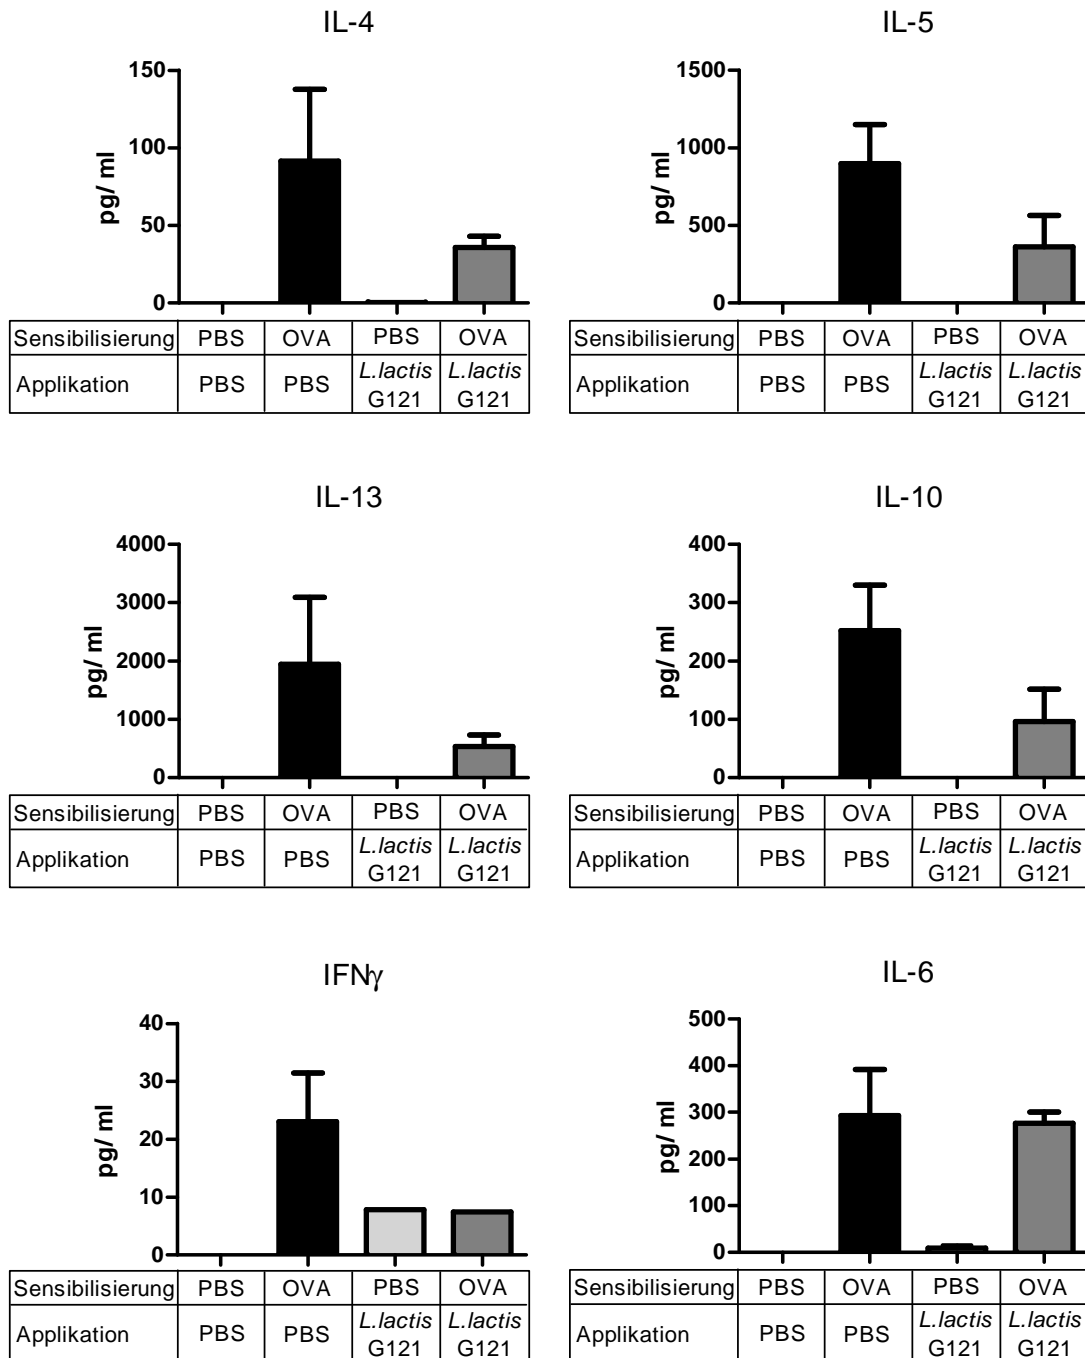 IL-4
pg/ ml
150
100
50
0
Sensibilisierung PBS OVA PBS OVA
Applikation PBS PBS L.lactis G121 L.lactis G121
IL-5
pg/ ml
1500
1000
500
0
Sensibilisierung PBS OVA PBS OVA
Applikation PBS PBS L.lactis G121 L.lactis G121
IL-13
pg/ ml
4000
3000
2000
1000
0
Sensibilisierung PBS OVA PBS OVA
Applikation PBS PBS L.lactis G121 L.lactis G121
IL-10
pg/ ml
400
300
200
100
0
Sensibilisierung PBS OVA PBS OVA
Applikation PBS PBS L.lactis G121 L.lactis G121
IFNγ
pg/ ml
40
30
20
10
0
Sensibilisierung PBS OVA PBS OVA
Applikation PBS PBS L.lactis G121 L.lactis G121
IL-6
pg/ ml
500
400
300
200
100
0
Sensibilisierung PBS OVA PBS OVA
Applikation PBS PBS L.lactis G121 L.lactis G121